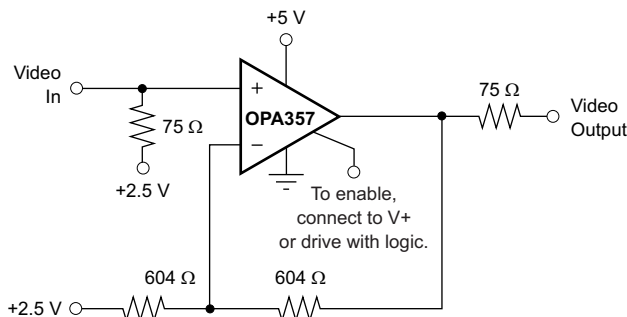 +5 V
Video
In
+
OPA357
−
75 Ω
+2.5 V
75 Ω
Video
Output
To enable,
connect to V+
or drive with logic.
604 Ω
604 Ω
+2.5 V